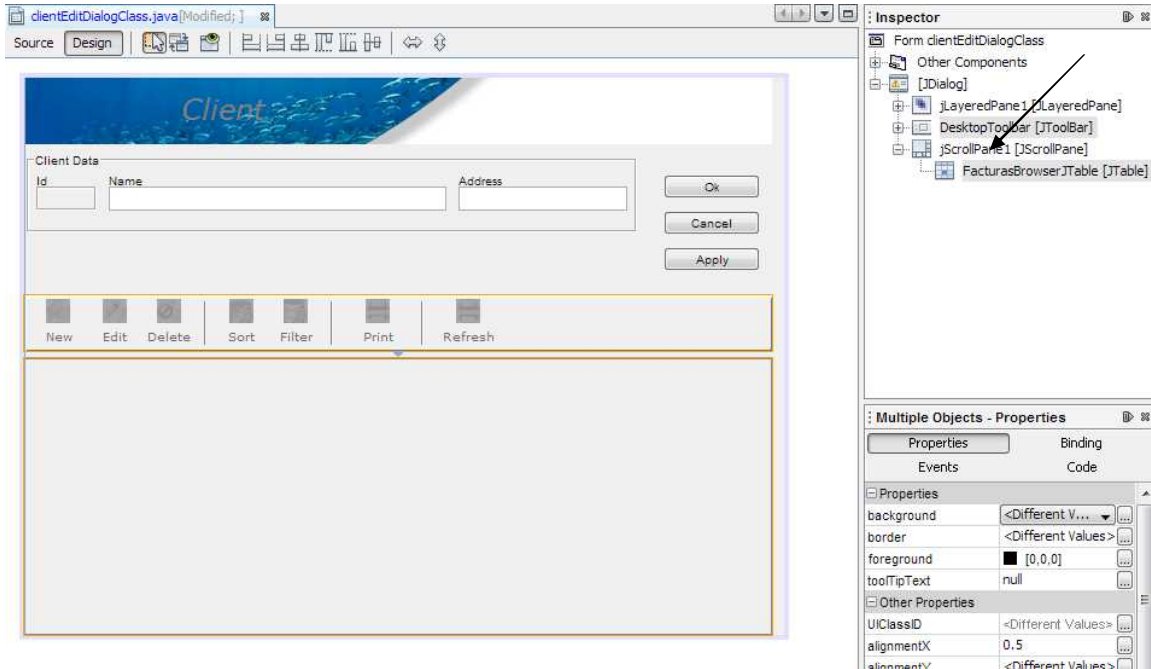 clientEditDialogClass.java[Modified; ]
Source Design
Client
Client Data
Id Name Address
Ok
Cancel
Apply
New Edit Delete Sort Filter Print Refresh
Inspector
Form clientEditDialogClass
Other Components
[JDialog]
jLayeredPane1 [JLayeredPane]
DesktopToolbar [JToolBar]
jScrollPane1 [JScrollPane]
FacturasBrowserJTable [JTable]
Multiple Objects - Properties
Properties Binding
Events Code
Properties
background <Different V... ...
border <Different Values> ...
foreground [0,0,0] ...
toolTipText null ...
Other Properties
UIClassID <Different Values> ...
alignmentX 0.5 ...
alignmentY <Different Values> ...